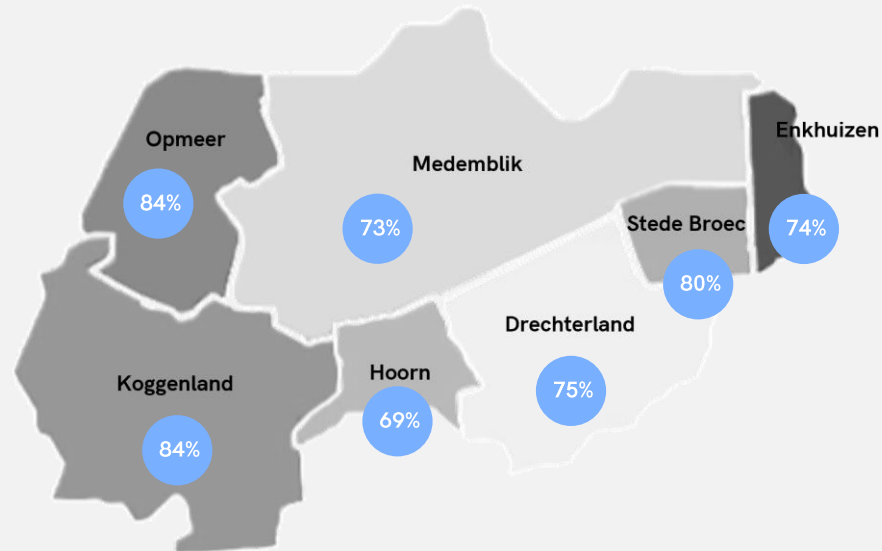 Enkhuizen
Opmeer
Medemblik
84%
Stede Broec
73%
74%
80%
Drechterland
Hoorn
Koggenland
75%
69%
84%